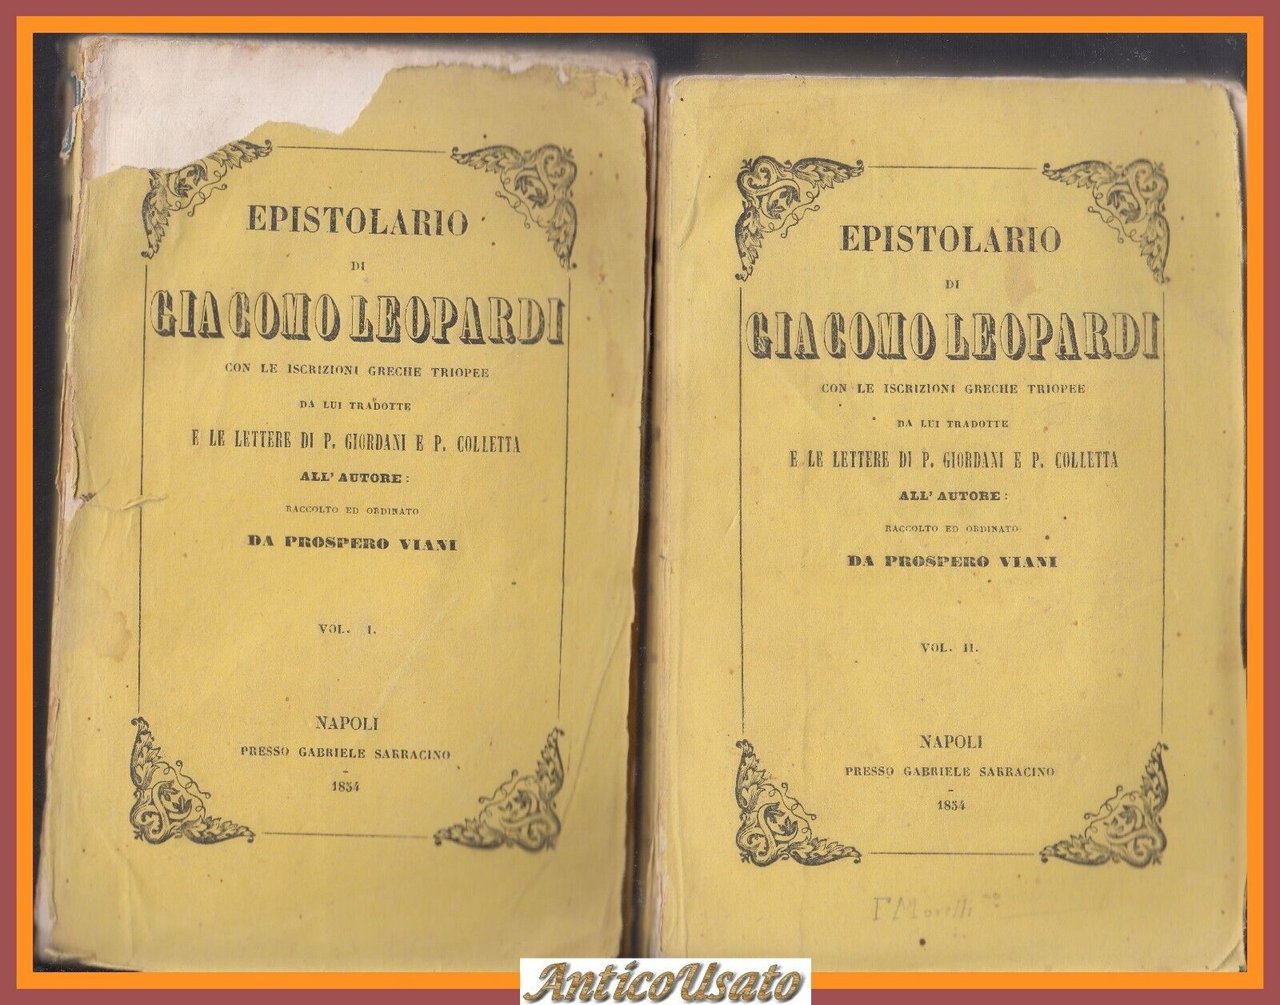 EPISTOLARIO
DI
GIACOMO LEOPARDI
CON LE ISCRIZIONI GRECHE TRIOPEE
DA LUI TRADOTTE
E LE LETTERE DI P. GIORDANI E P. COLLETTA
ALL' AUTORE:
RACCOLTO ED ORDINATO
DA PROSPERO VIANI
VOL. I.
NAPOLI
PRESSO GABRIELE SARRACINO
-
1854
EPISTOLARIO
DI
GIACOMO LEOPARDI
CON LE ISCRIZIONI GRECHE TRIOPEE
DA LUI TRADOTTE
E LE LETTERE DI P. GIORDANI E P. COLLETTA
ALL' AUTORE:
RACCOLTO ED ORDINATO
DA PROSPERO VIANI
VOL. II.
NAPOLI
PRESSO GABRIELE SARRACINO
-
1854
AnticoUsato